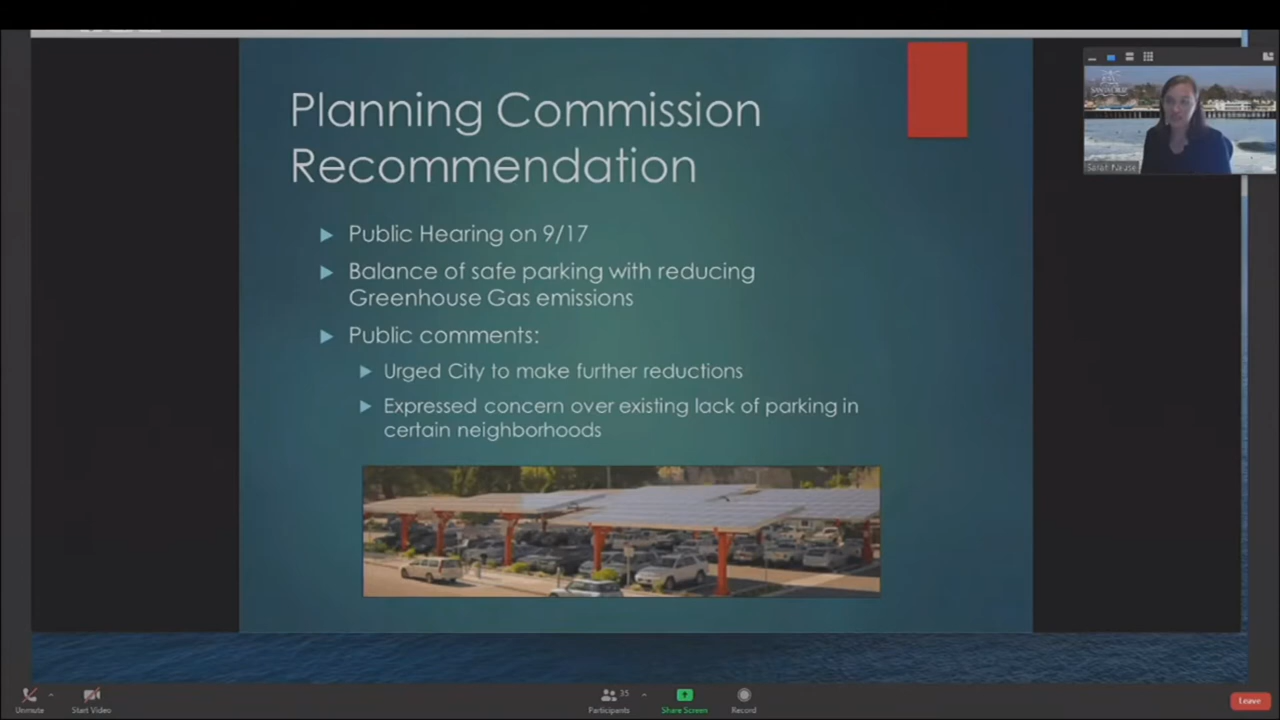 Planning Commission
Recommendation
Public Hearing on 9/17
Balance of safe parking with reducing
Greenhouse Gas emissions
Public comments:
Urged City to make further reductions
Expressed concern over existing lack of parking in
certain neighborhoods
Sarah
Unmute
Start Video
Participants
35
Share Screen
Record
Leave